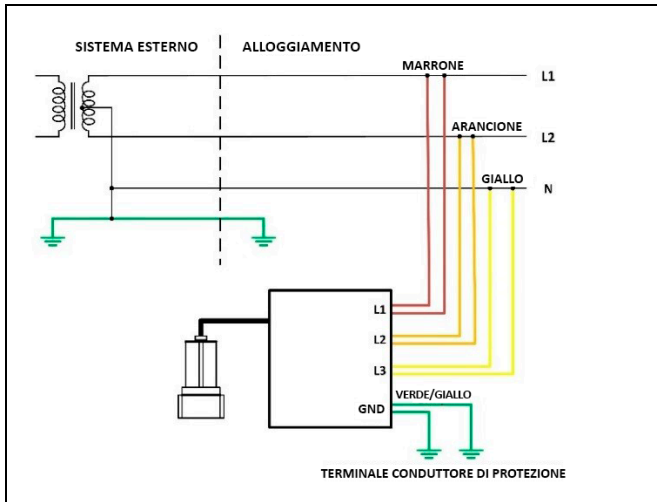 SISTEMA ESTERNO
ALLOGGIAMENTO
MARRONE
L1
ARANCIONE
L2
GIALLO
N
L1
L2
L3
GND
VERDE/GIALLO
TERMINALE CONDUTTORE DI PROTEZIONE